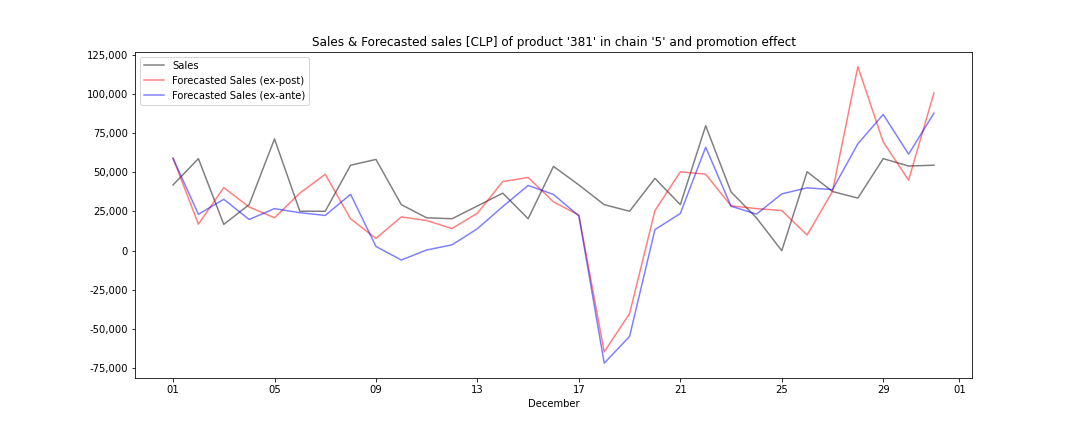 Sales & Forecasted sales [CLP] of product '381' in chain '5' and promotion effect
125,000
100,000
75,000
50,000
25,000
0
-25,000
-50,000
-75,000
Sales
Forecasted Sales (ex-post)
Forecasted Sales (ex-ante)
01 05 09 13 17 21 25 29 01
December